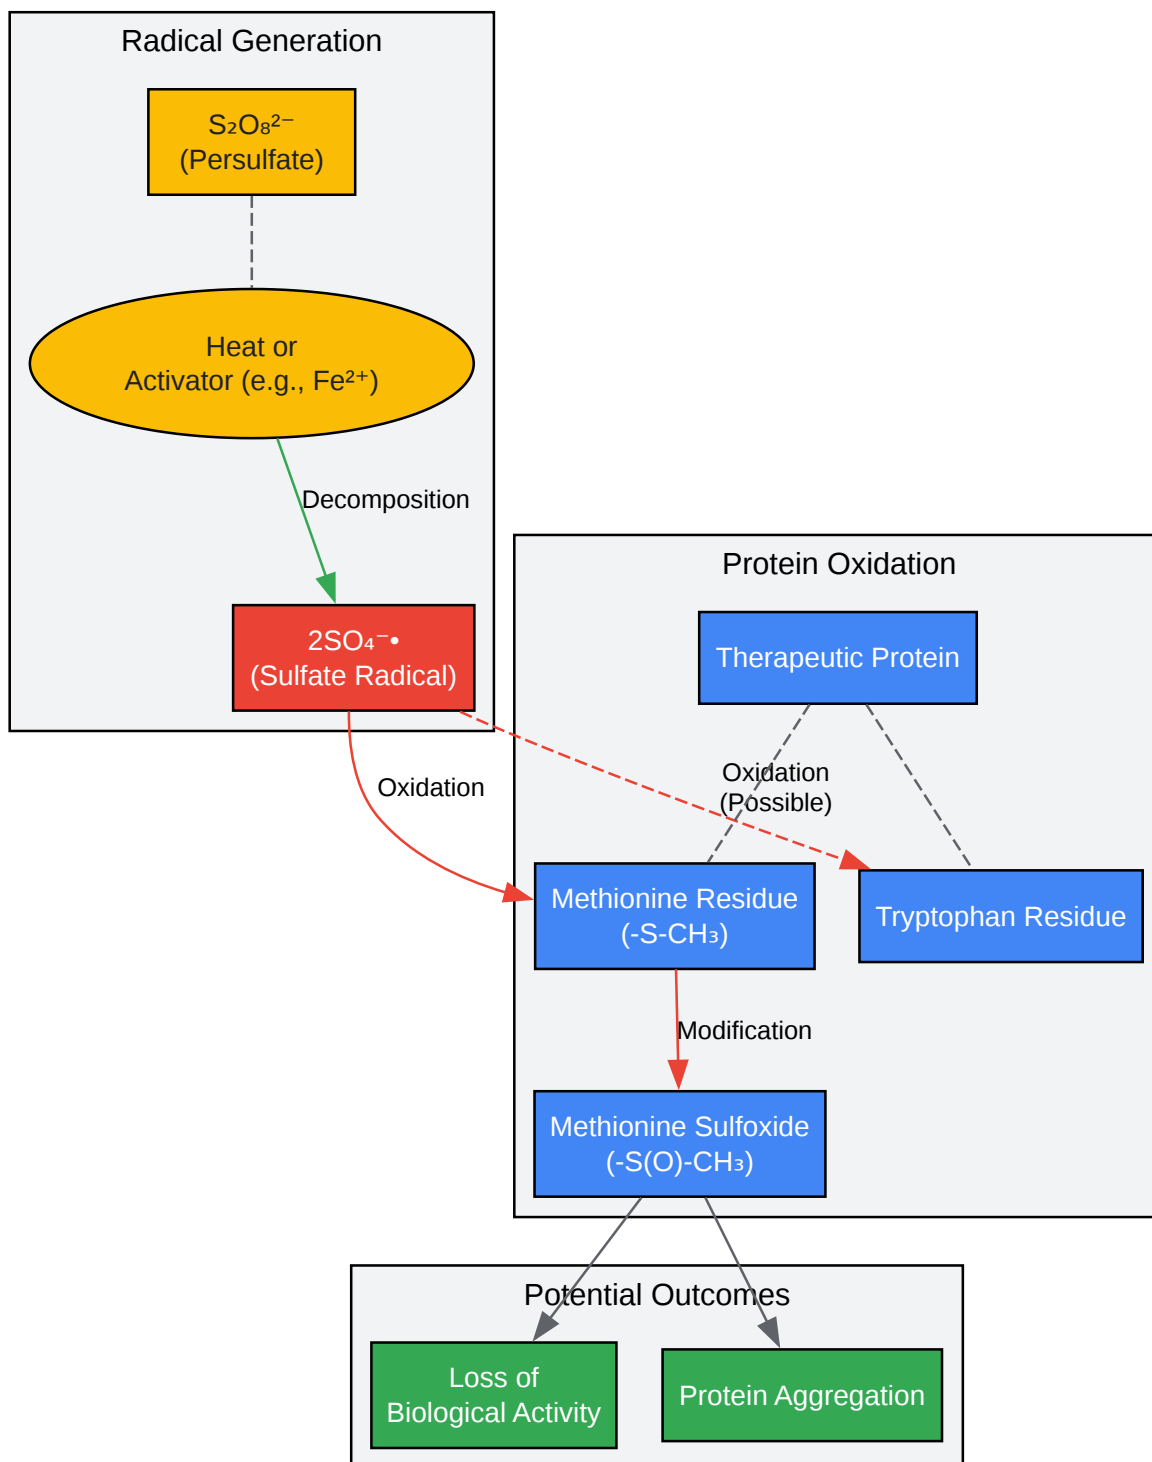 Radical Generation
S₂O₈²⁻
(Persulfate)
Heat or
Activator (e.g., Fe²⁺)
Decomposition
2SO₄⁻•
(Sulfate Radical)
Protein Oxidation
Therapeutic Protein
Oxidation
Oxidation
(Possible)
Methionine Residue
(-S-CH₃)
Tryptophan Residue
Modification
Methionine Sulfoxide
(-S(O)-CH₃)
Potential Outcomes
Loss of
Biological Activity
Protein Aggregation